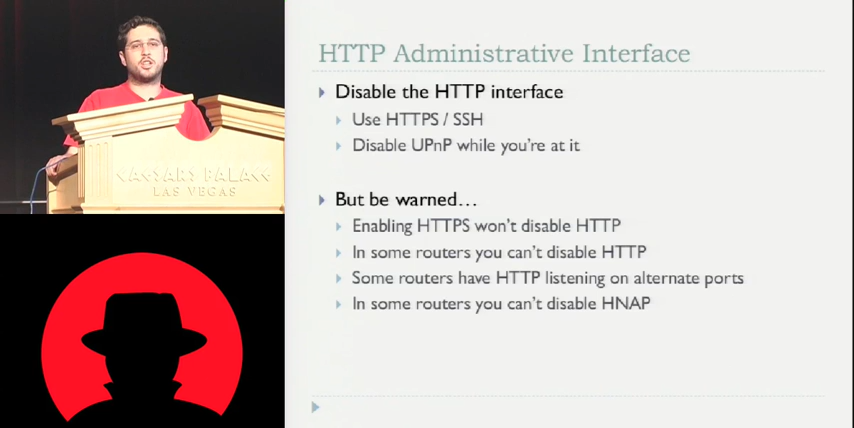 HTTP Administrative Interface
Disable the HTTP interface
Use HTTPS / SSH
Disable UPnP while you're at it
But be warned…
Enabling HTTPS won't disable HTTP
In some routers you can't disable HTTP
Some routers have HTTP listening on alternate ports
In some routers you can't disable HNAP
CAESARS PALACE
LAS VEGAS